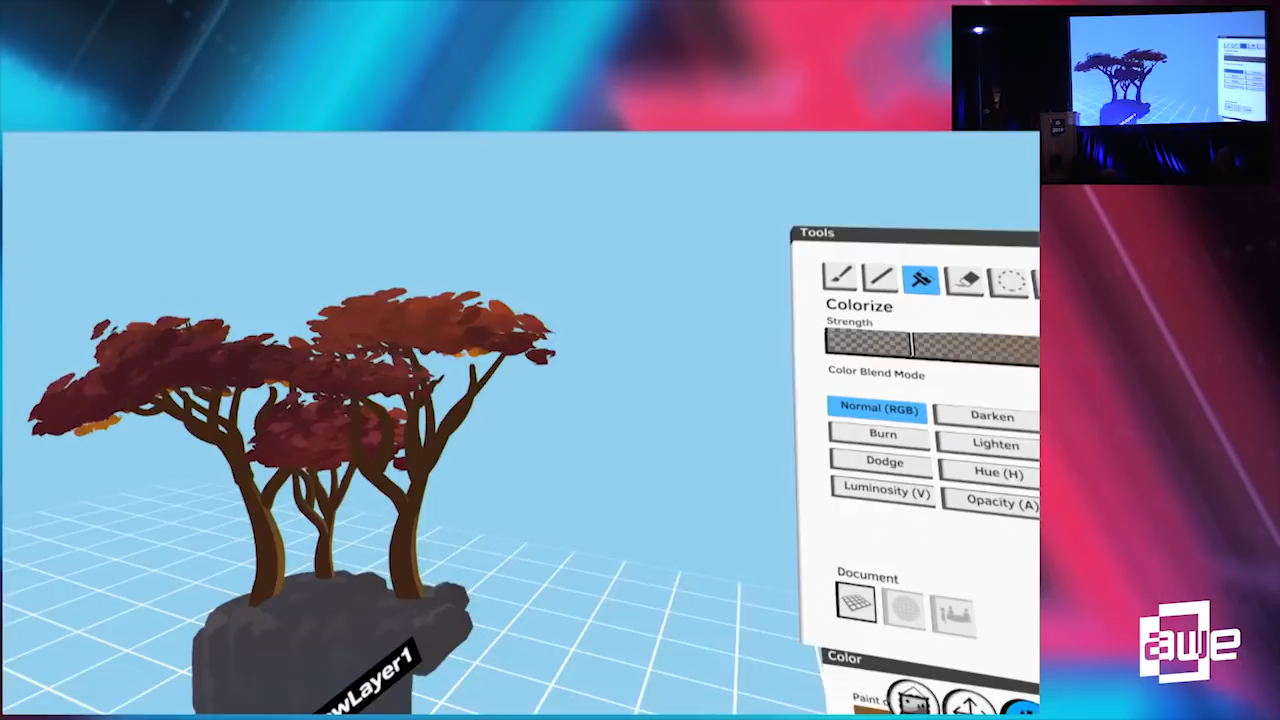 Tools
Colorize
Strength
Color Blend Mode
Normal (RGB)
Darken
Burn
Lighten
Dodge
Hue (H)
Luminosity (V)
Opacity (A)
Document
Color
Paint
wLayer1
awe